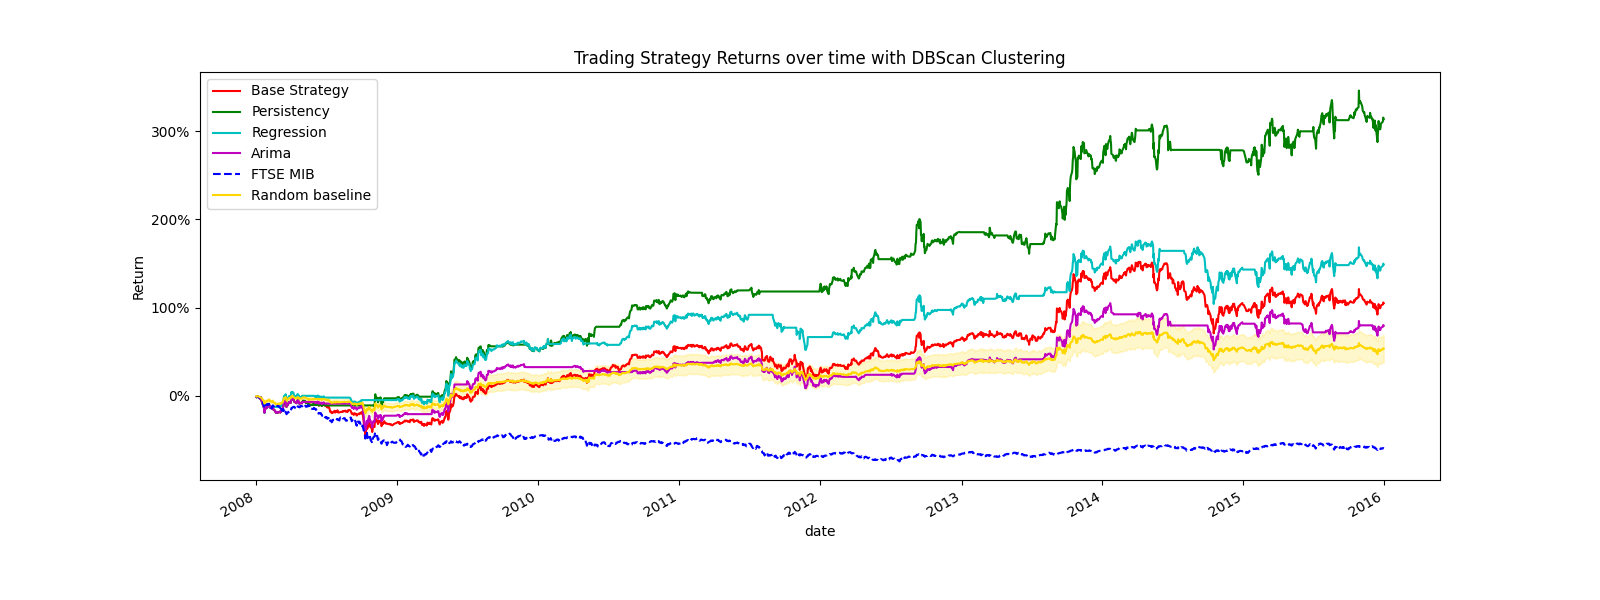 Trading Strategy Returns over time with DBScan Clustering
Base Strategy
Persistency
Regression
Arima
FTSE MIB
Random baseline
300%
200%
100%
0%
Return
2008
2009
2010
2011
2012
2013
2014
2015
2016
date